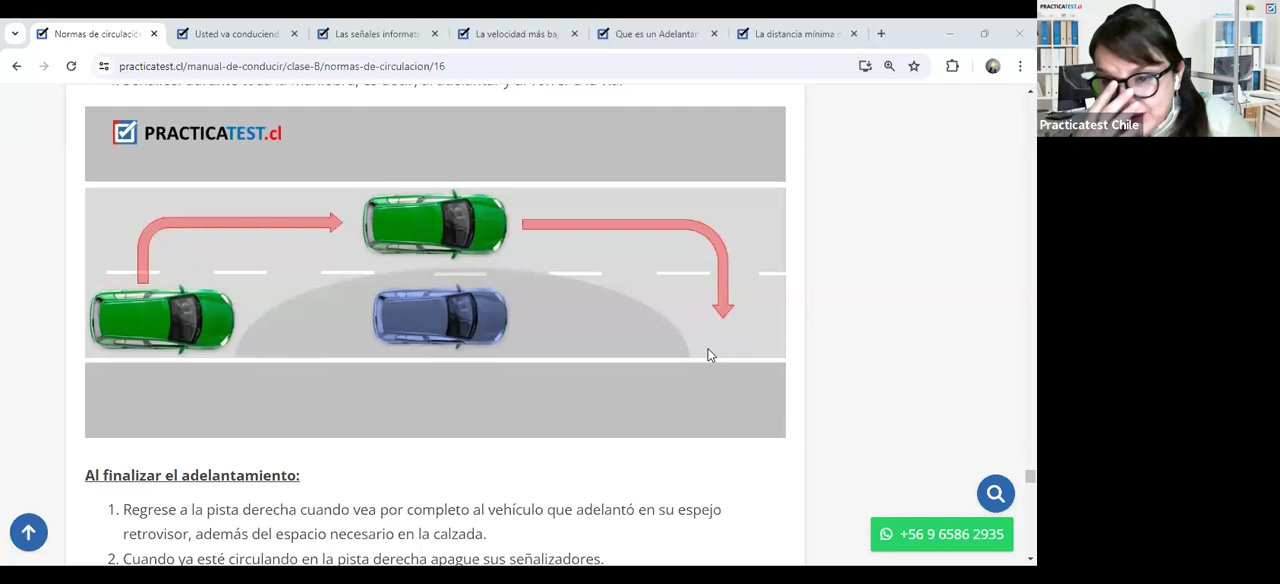 Normas de circulació
Usted va conduciend
Las señales informati
La velocidad más ba
Que es un Adelantar
La distancia mínima e
practicatest.cl/manual-de-conducir/clase-B/normas-de-circulacion/16
PRACTICATEST.cl
Practicatest Chile
PRACTICATEST.cl
Al finalizar el adelantamiento:
1. Regrese a la pista derecha cuando vea por completo al vehículo que adelantó en su espejo
retrovisor, además del espacio necesario en la calzada.
2. Cuando ya esté circulando en la pista derecha apague sus señalizadores.
+56 9 6586 2935